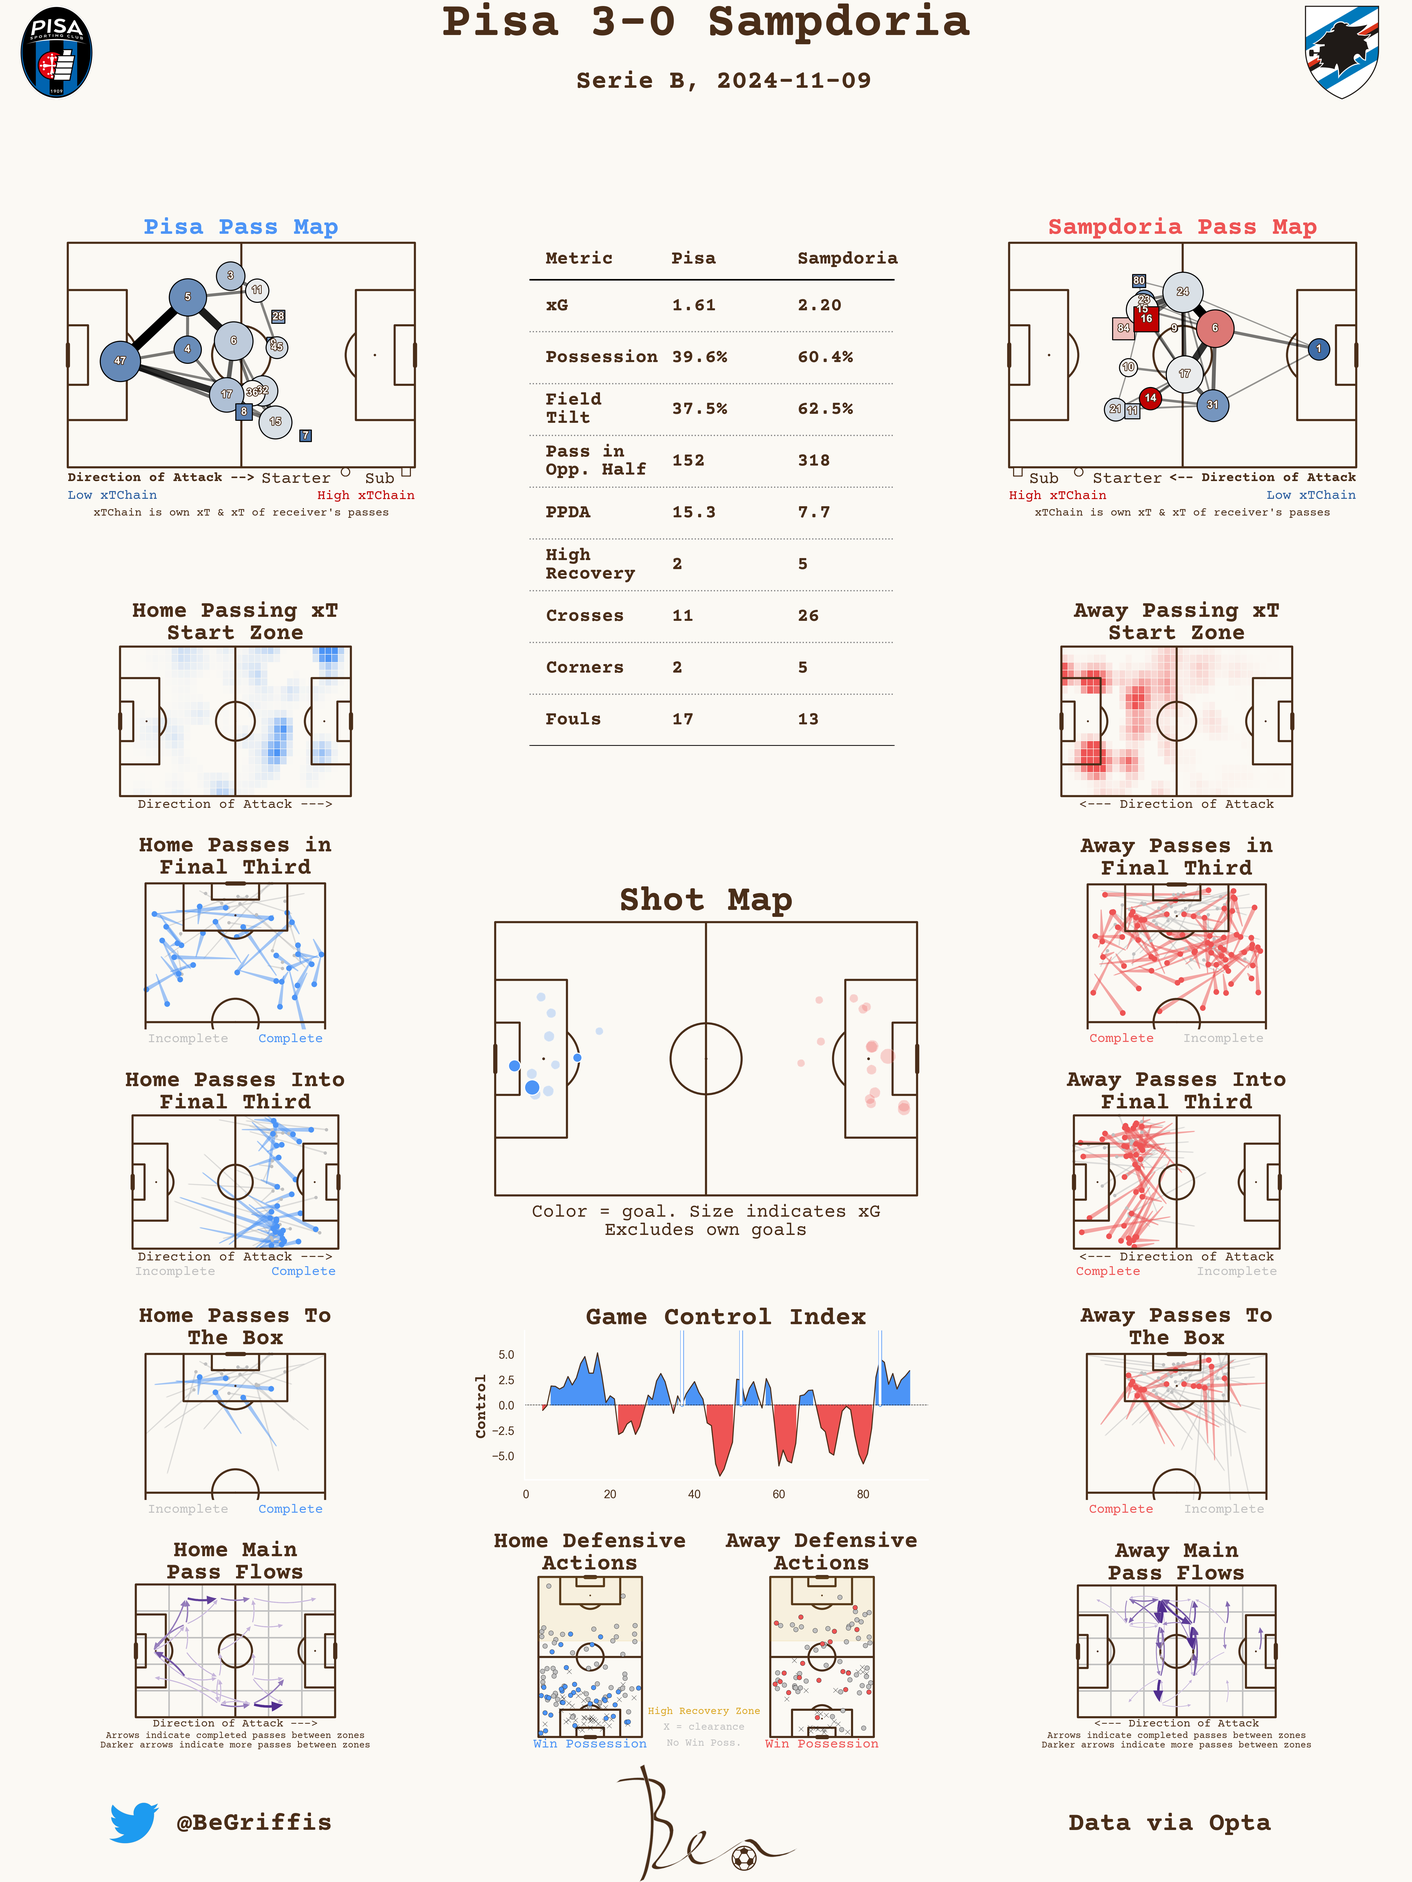 Pisa 3-0 Sampdoria
Serie B, 2024-11-09
PISA
SPORTING CLUB
1909
Pisa Pass Map
3
11
5
28
6
45
4
47
36
32
17
8
15
7
Direction of Attack --> Starter Sub
Low xTChain High xTChain
xTChain is own xT & xT of receiver's passes
Metric Pisa Sampdoria
xG 1.61 2.20
Possession 39.6% 60.4%
Field
Tilt 37.5% 62.5%
Pass in
Opp. Half 152 318
PPDA 15.3 7.7
High
Recovery 2 5
Crosses 11 26
Corners 2 5
Fouls 17 13
Sampdoria Pass Map
80
24
23
15
16
84
9
6
1
10
17
14
21
11
31
Sub Starter <-- Direction of Attack
High xTChain Low xTChain
xTChain is own xT & xT of receiver's passes
Home Passing xT
Start Zone
Direction of Attack --->
Away Passing xT
Start Zone
<--- Direction of Attack
Home Passes in
Final Third
Incomplete Complete
Away Passes in
Final Third
Complete Incomplete
Shot Map
Color = goal. Size indicates xG
Excludes own goals
Home Passes Into
Final Third
Direction of Attack --->
Incomplete Complete
Away Passes Into
Final Third
<--- Direction of Attack
Complete Incomplete
Home Passes To
The Box
Incomplete Complete
Game Control Index
Control
5.0
2.5
0.0
−2.5
−5.0
0 20 40 60 80
Away Passes To
The Box
Complete Incomplete
Home Main
Pass Flows
Direction of Attack --->
Arrows indicate completed passes between zones
Darker arrows indicate more passes between zones
Home Defensive
Actions
Win Possession
Away Defensive
Actions
Win Possession
High Recovery Zone
X = clearance
No Win Poss.
Away Main
Pass Flows
<--- Direction of Attack
Arrows indicate completed passes between zones
Darker arrows indicate more passes between zones
@BeGriffis
Ben
Data via Opta